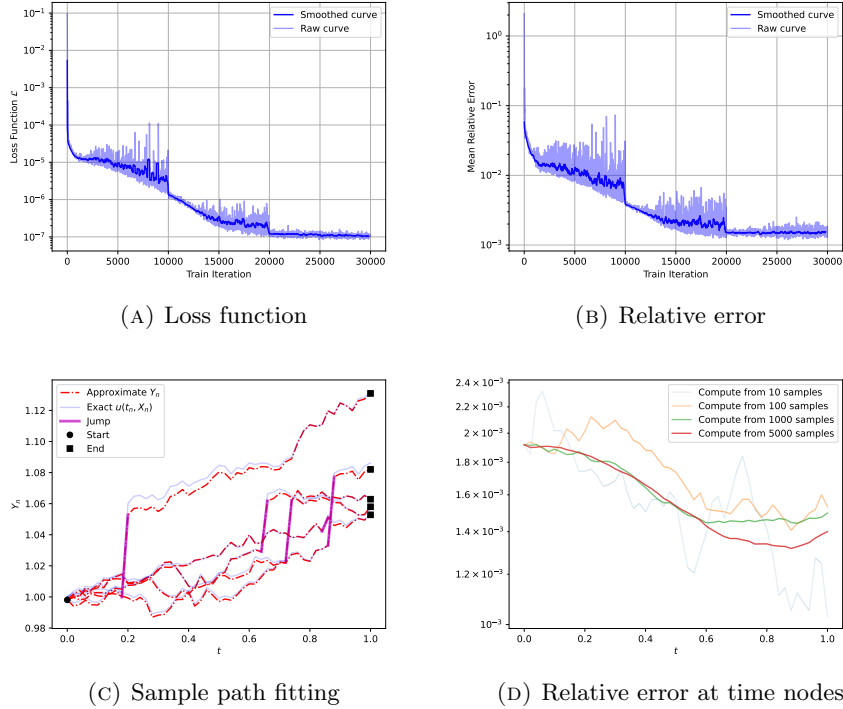 10⁻¹
10⁻²
10⁻³
10⁻⁴
10⁻⁵
10⁻⁶
10⁻⁷
Loss Function ℒ
Smoothed curve
Raw curve
0 5000 10000 15000 20000 25000 30000
Train Iteration
(A) Loss function
10⁰
10⁻¹
10⁻²
10⁻³
Mean Relative Error
Smoothed curve
Raw curve
0 5000 10000 15000 20000 25000 30000
Train Iteration
(B) Relative error
1.12
1.10
1.08
1.06
1.04
1.02
1.00
0.98
Yₙ
Approximate Yₙ
Exact u(tₙ, Xₙ)
Jump
Start
End
0.0 0.2 0.4 0.6 0.8 1.0
t
(C) Sample path fitting
2.4 × 10⁻³
2.2 × 10⁻³
2 × 10⁻³
1.8 × 10⁻³
1.6 × 10⁻³
1.4 × 10⁻³
1.2 × 10⁻³
10⁻³
Compute from 10 samples
Compute from 100 samples
Compute from 1000 samples
Compute from 5000 samples
0.0 0.2 0.4 0.6 0.8 1.0
t
(D) Relative error at time nodes